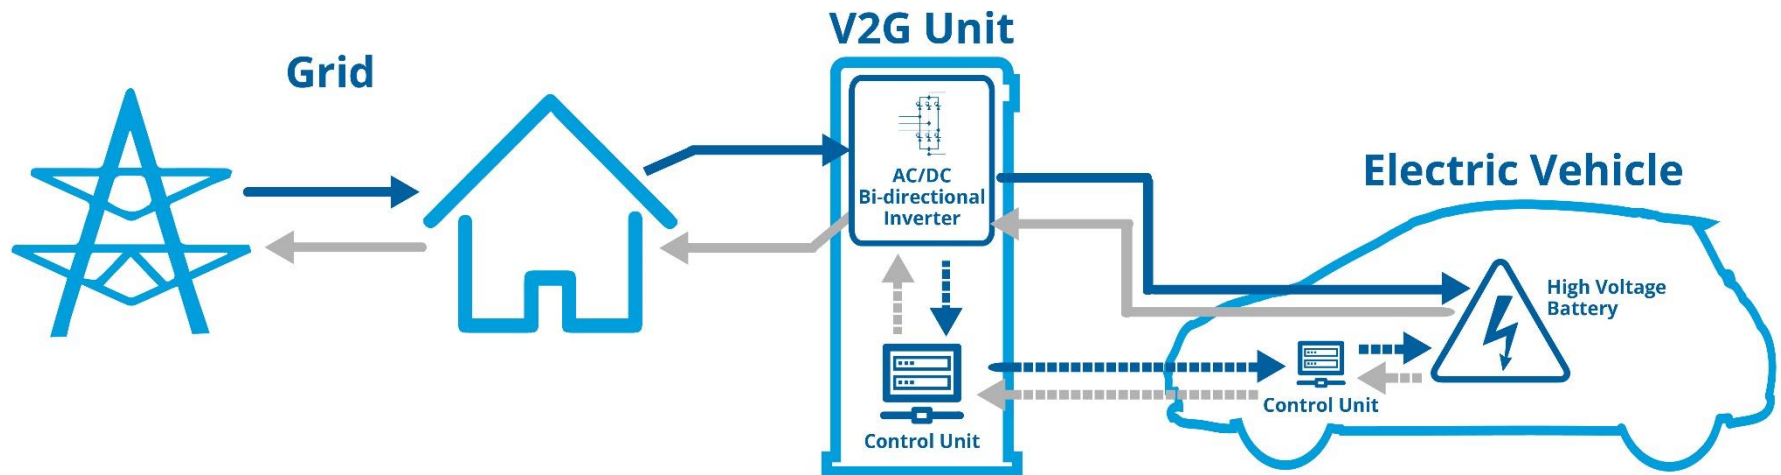 Grid
V2G Unit
AC/DC
Bi-directional
Inverter
Control Unit
Electric Vehicle
High Voltage
Battery
Control Unit